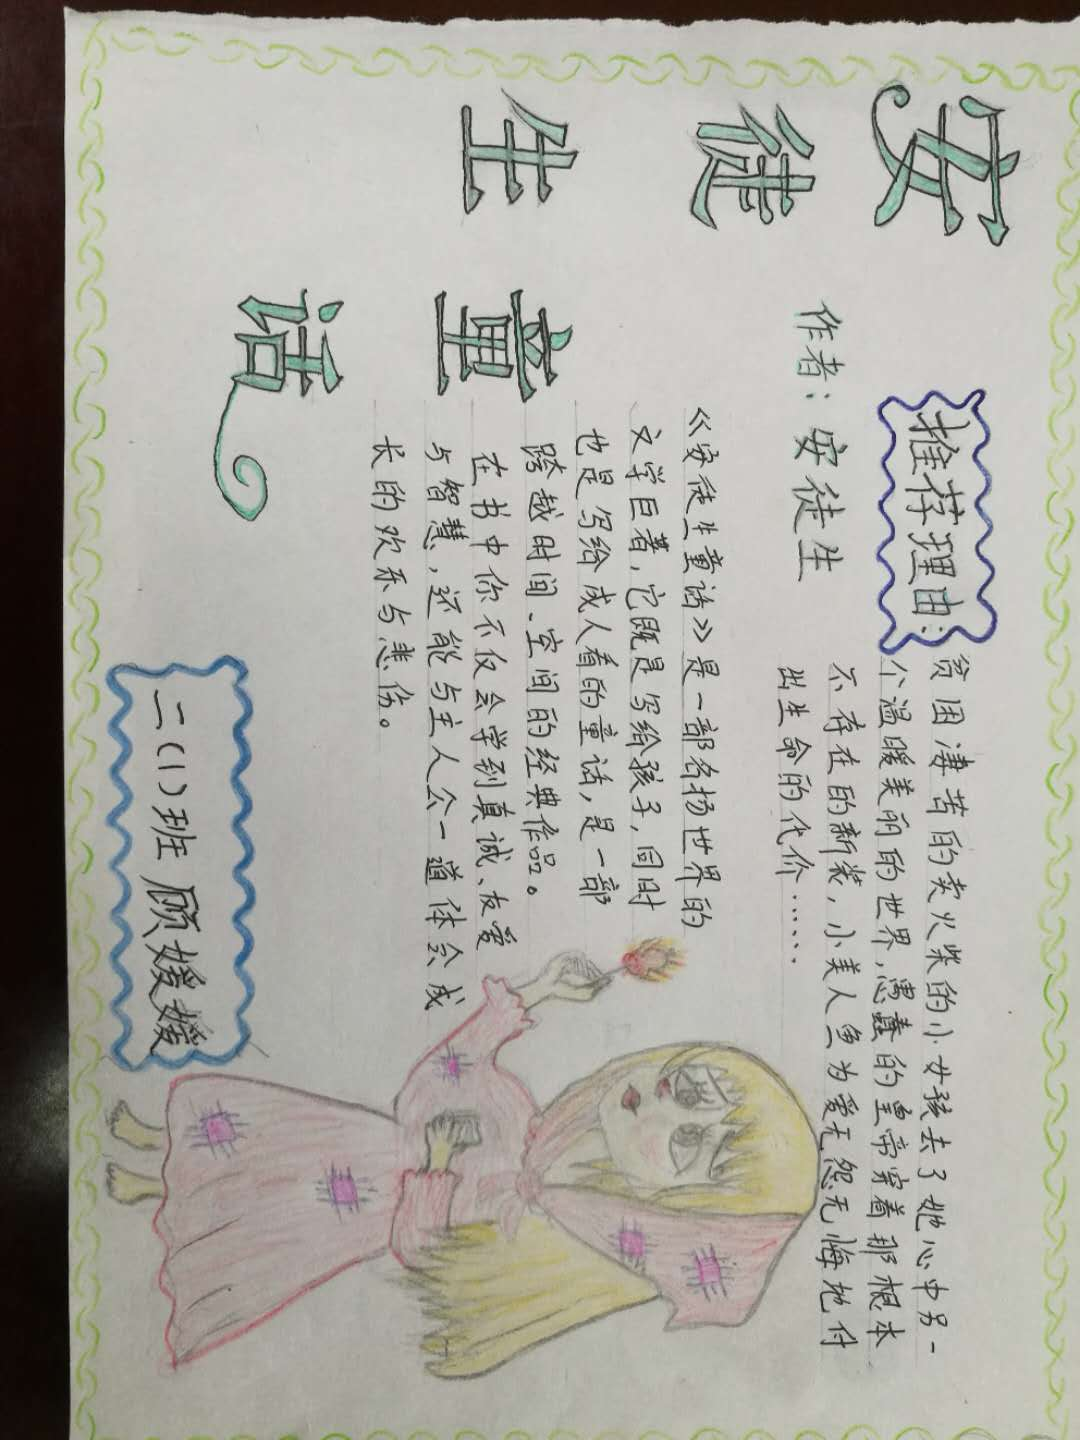 安徒生
童话
作者：安徒生
推荐理由：
贫困凄苦的卖火柴的小女孩去了她心中另一
个温暖美丽的世界，愚蠢的皇帝穿着那根本
不存在的新装，小美人鱼为爱无怨无悔地付
出生命的代价……
《安徒生童话》是一部名扬世界的
文学巨著，它既是写给孩子，同时
也是写给成人看的童话，是一部
跨越时间、空间的经典作品。
在书中你不仅会学到真诚、友爱
与智慧，还能与主人公一道体会成
长的欢乐与悲伤。
二(1)班 顾媛媛